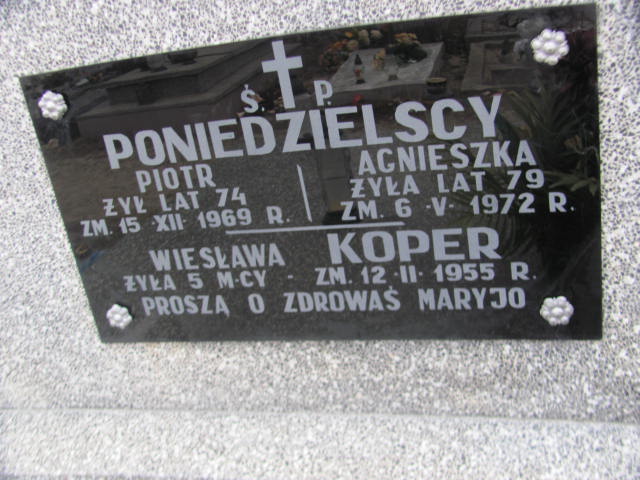 Ś. P.
PONIEDZIELSCY
PIOTR
ŻYŁ LAT 74
ZM. 15 ·XII· 1969 R.
AGNIESZKA
ŻYŁA LAT 79
ZM. 6 ·V· 1972 R.
WIESŁAWA KOPER
ŻYŁA 5 M·CY - ZM. 12·II·1955 R.
PROSZĄ O ZDROWAŚ MARYJO